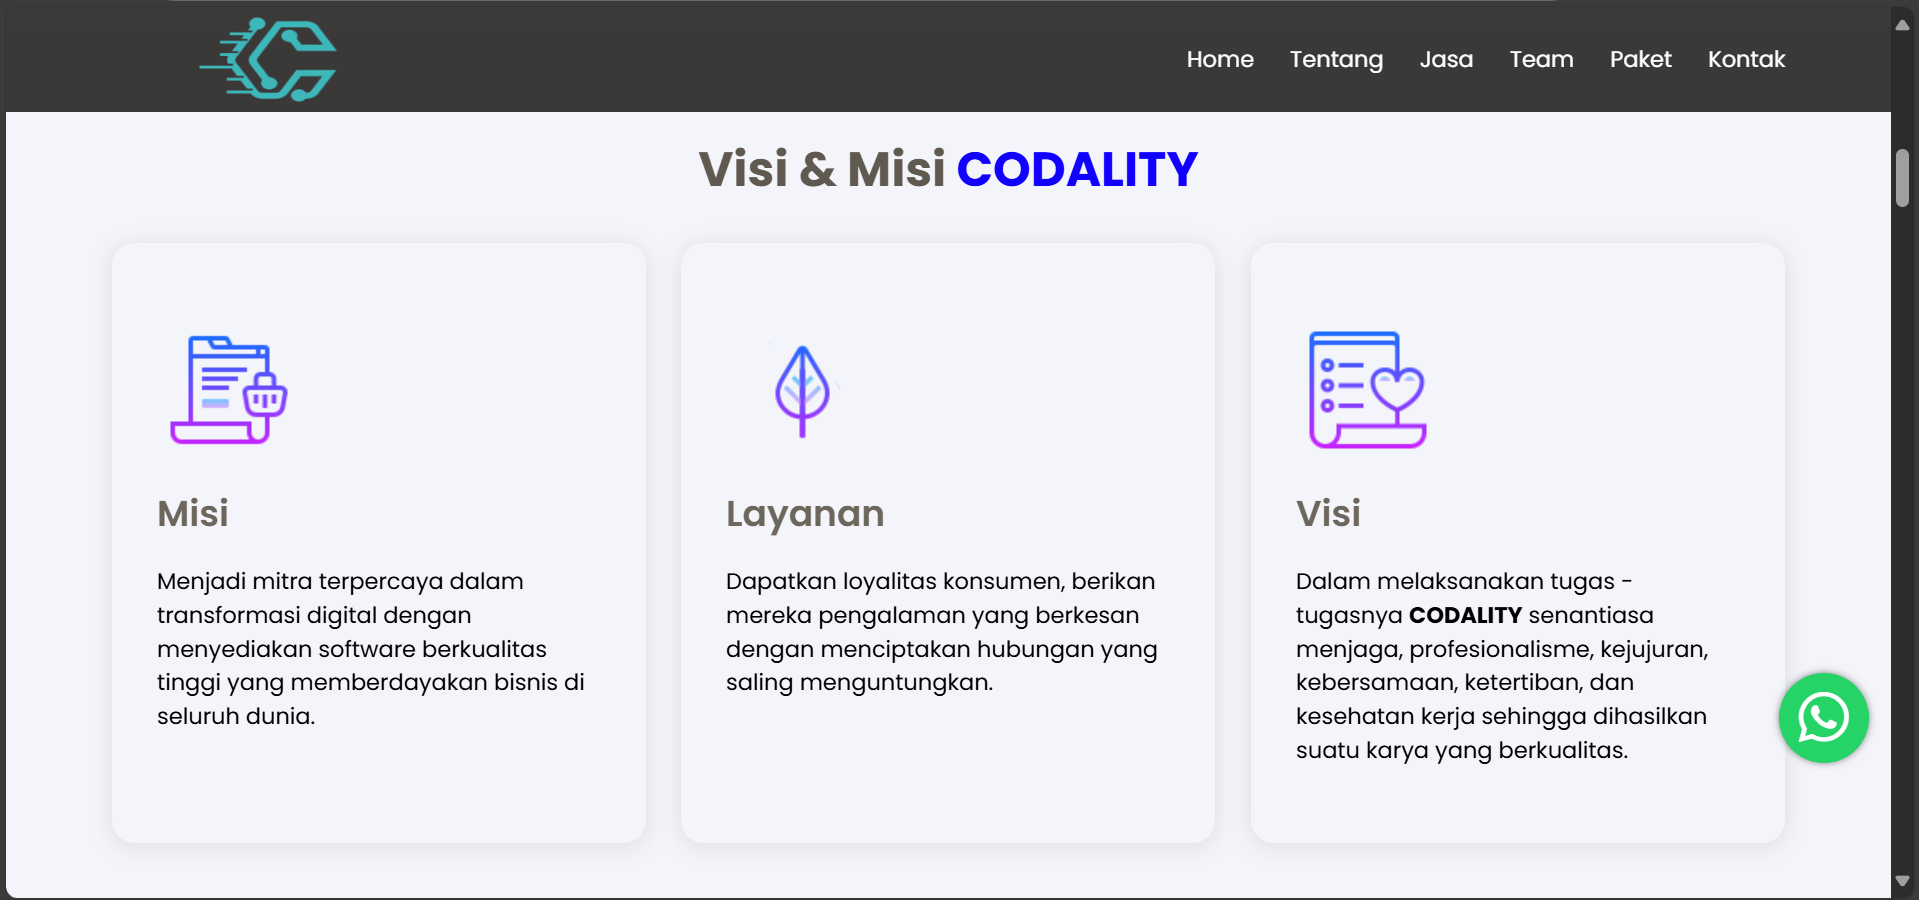 Home Tentang Jasa Team Paket Kontak
Visi & Misi CODALITY
Misi
Menjadi mitra terpercaya dalam
transformasi digital dengan
menyediakan software berkualitas
tinggi yang memberdayakan bisnis di
seluruh dunia.
Layanan
Dapatkan loyalitas konsumen, berikan
mereka pengalaman yang berkesan
dengan menciptakan hubungan yang
saling menguntungkan.
Visi
Dalam melaksanakan tugas -
tugasnya CODALITY senantiasa
menjaga, profesionalisme, kejujuran,
kebersamaan, ketertiban, dan
kesehatan kerja sehingga dihasilkan
suatu karya yang berkualitas.